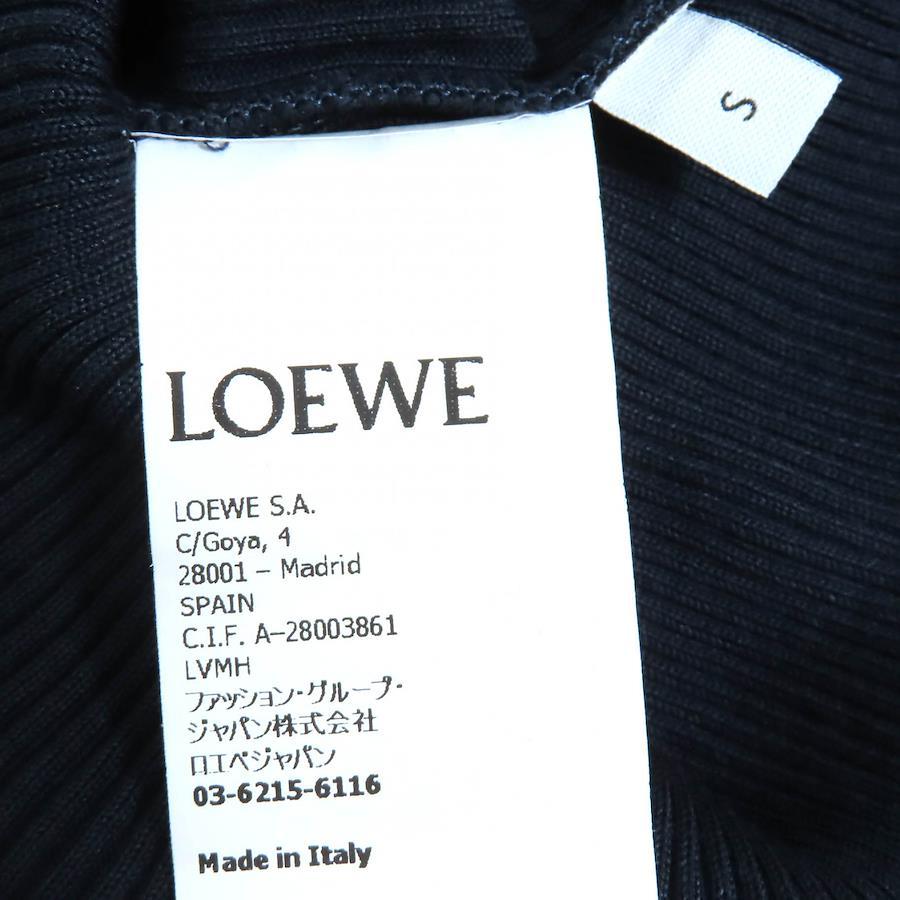 S
LOEWE
LOEWE S.A.
C/Goya, 4
28001 – Madrid
SPAIN
C.I.F. A–28003861
LVMH
ファッション・グループ・
ジャパン株式会社
ロエベジャパン
03-6215-6116
Made in Italy